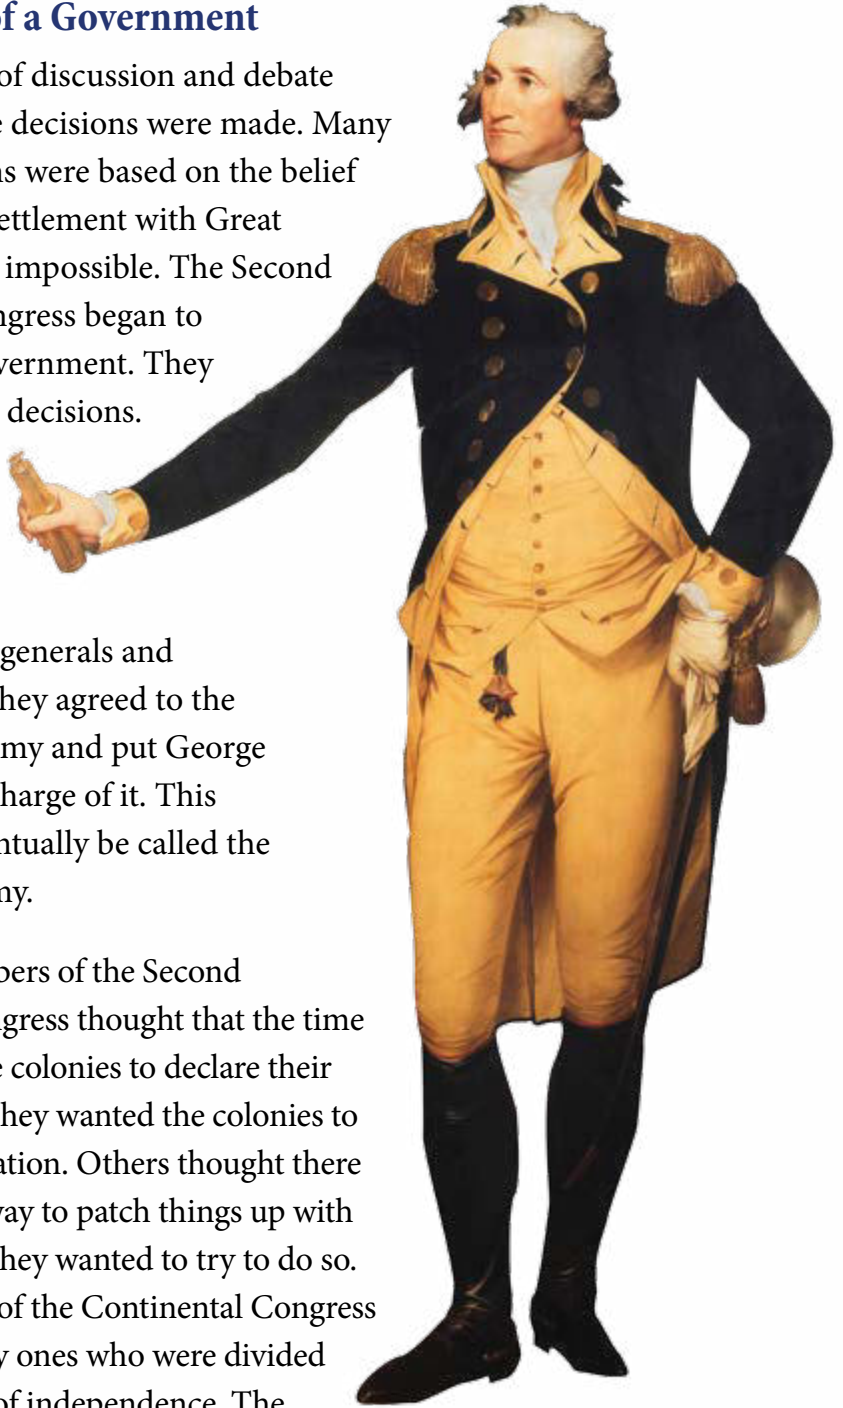 of a Government
of discussion and debate
e decisions were made. Many
ns were based on the belief
ettlement with Great
impossible. The Second
ngress began to
vernment. They
decisions.
generals and
hey agreed to the
my and put George
harge of it. This
ntually be called the
my.
bers of the Second
ngress thought that the time
e colonies to declare their
hey wanted the colonies to
ation. Others thought there
way to patch things up with
hey wanted to try to do so.
of the Continental Congress
y ones who were divided
of independence. The